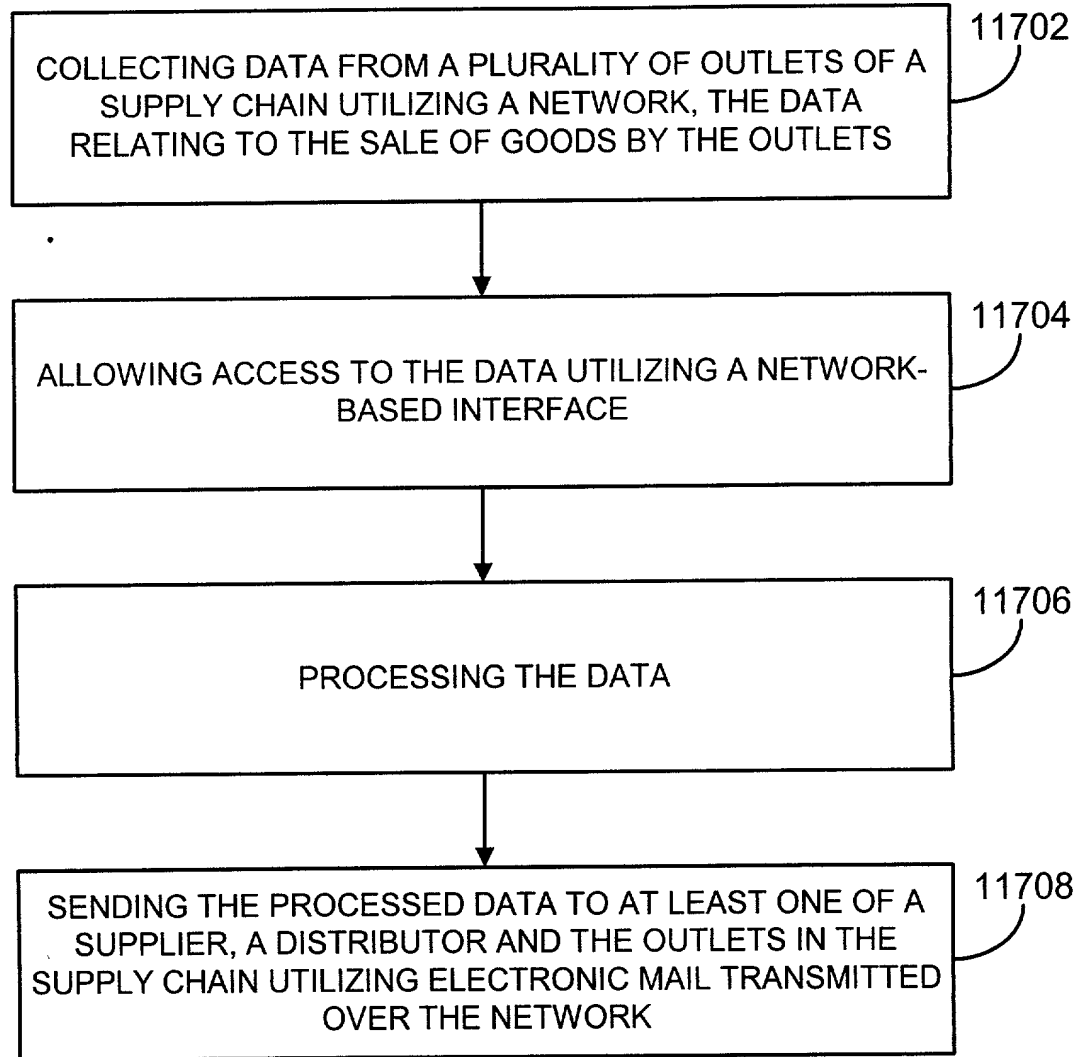 11702
COLLECTING DATA FROM A PLURALITY OF OUTLETS OF A
SUPPLY CHAIN UTILIZING A NETWORK, THE DATA
RELATING TO THE SALE OF GOODS BY THE OUTLETS
11704
ALLOWING ACCESS TO THE DATA UTILIZING A NETWORK-
BASED INTERFACE
11706
PROCESSING THE DATA
11708
SENDING THE PROCESSED DATA TO AT LEAST ONE OF A
SUPPLIER, A DISTRIBUTOR AND THE OUTLETS IN THE
SUPPLY CHAIN UTILIZING ELECTRONIC MAIL TRANSMITTED
OVER THE NETWORK